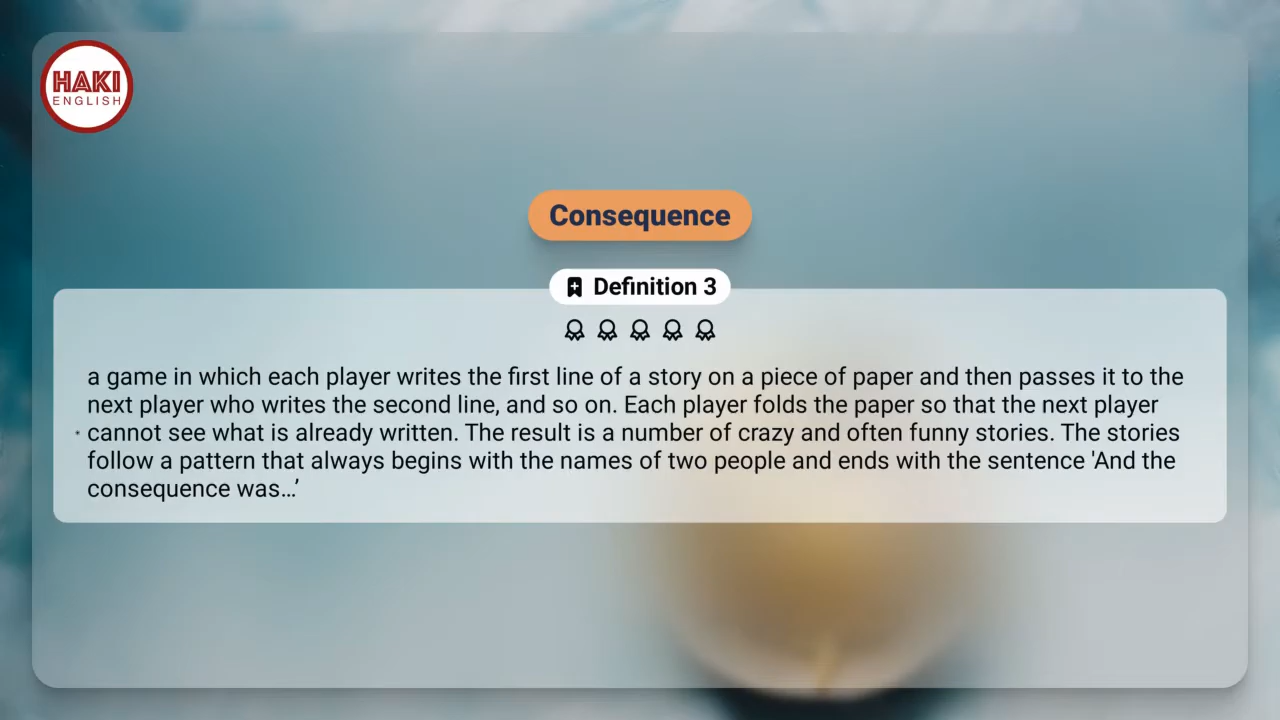 HAKI
ENGLISH
Consequence
Definition 3
a game in which each player writes the first line of a story on a piece of paper and then passes it to the
next player who writes the second line, and so on. Each player folds the paper so that the next player
cannot see what is already written. The result is a number of crazy and often funny stories. The stories
follow a pattern that always begins with the names of two people and ends with the sentence 'And the
consequence was…’